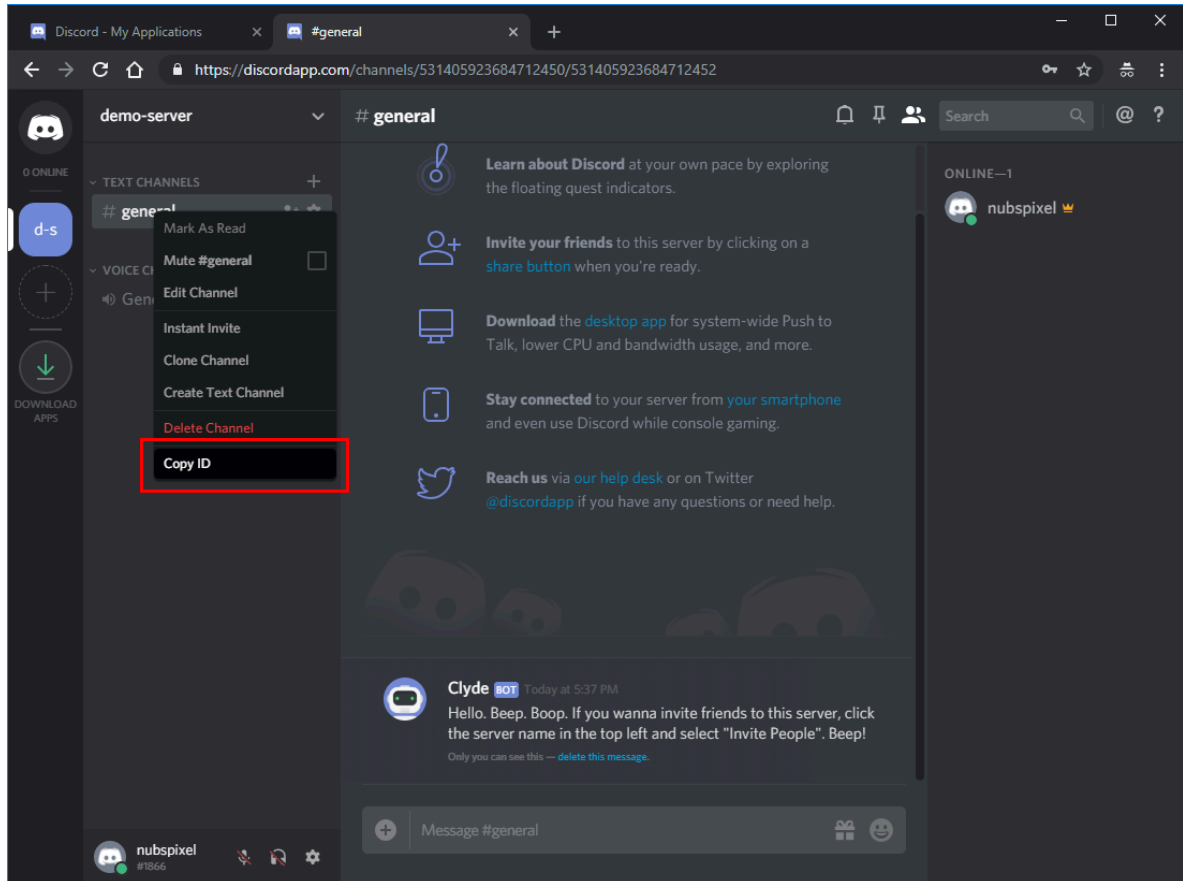 Discord - My Applications
#general
https://discordapp.com/channels/531405923684712450/531405923684712452
demo-server
# general
Search
@
?
0 ONLINE
d-s
DOWNLOAD
APPS
TEXT CHANNELS
# general
VOICE CH
Gene
Mark As Read
Mute #general
Edit Channel
Instant Invite
Clone Channel
Create Text Channel
Delete Channel
Copy ID
Learn about Discord at your own pace by exploring
the floating quest indicators.
Invite your friends to this server by clicking on a
share button when you're ready.
Download the desktop app for system-wide Push to
Talk, lower CPU and bandwidth usage, and more.
Stay connected to your server from your smartphone
and even use Discord while console gaming.
Reach us via our help desk or on Twitter
@discordapp if you have any questions or need help.
Clyde BOT Today at 5:37 PM
Hello. Beep. Boop. If you wanna invite friends to this server, click
the server name in the top left and select "Invite People". Beep!
Only you can see this — delete this message.
Message #general
ONLINE—1
nubspixel
nubspixel
#1866